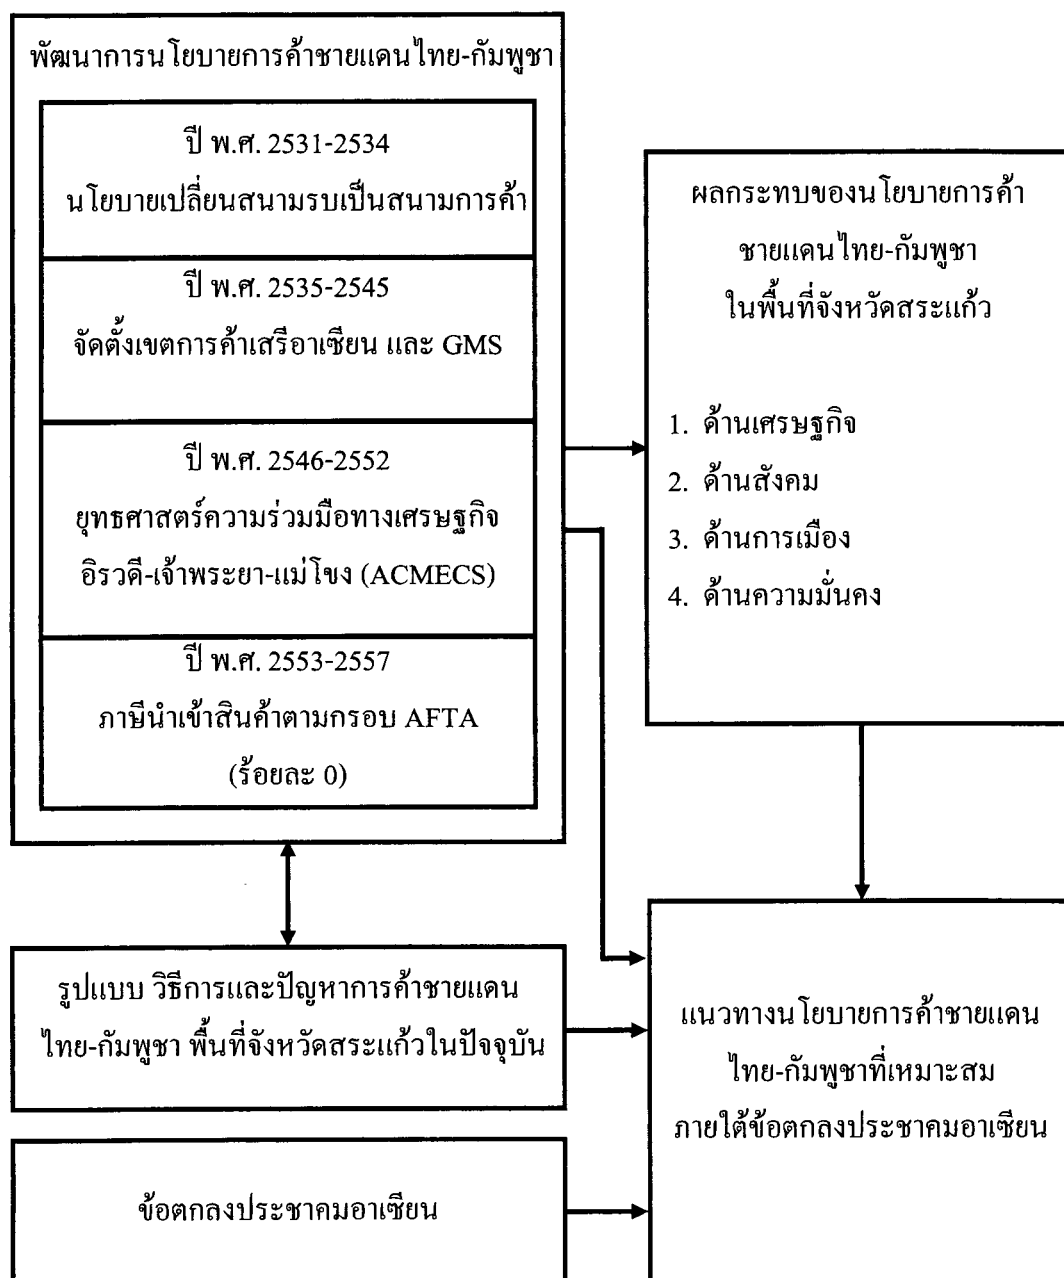 พัฒนาการนโยบายการค้าชายแดนไทย-กัมพูชา
ปี พ.ศ. 2531-2534
นโยบายเปลี่ยนสนามรบเป็นสนามการค้า
ปี พ.ศ. 2535-2545
จัดตั้งเขตการค้าเสรีอาเซียน และ GMS
ปี พ.ศ. 2546-2552
ยุทธศาสตร์ความร่วมมือทางเศรษฐกิจ
อิรวดี-เจ้าพระยา-แม่โขง (ACMECS)
ปี พ.ศ. 2553-2557
ภาษีนำเข้าสินค้าตามกรอบ AFTA
(ร้อยละ 0)
ผลกระทบของนโยบายการค้า
ชายแดนไทย-กัมพูชา
ในพื้นที่จังหวัดสระแก้ว
1. ด้านเศรษฐกิจ
2. ด้านสังคม
3. ด้านการเมือง
4. ด้านความมั่นคง
รูปแบบ วิธีการและปัญหาการค้าชายแดน
ไทย-กัมพูชา พื้นที่จังหวัดสระแก้วในปัจจุบัน
ข้อตกลงประชาคมอาเซียน
แนวทางนโยบายการค้าชายแดน
ไทย-กัมพูชาที่เหมาะสม
ภายใต้ข้อตกลงประชาคมอาเซียน